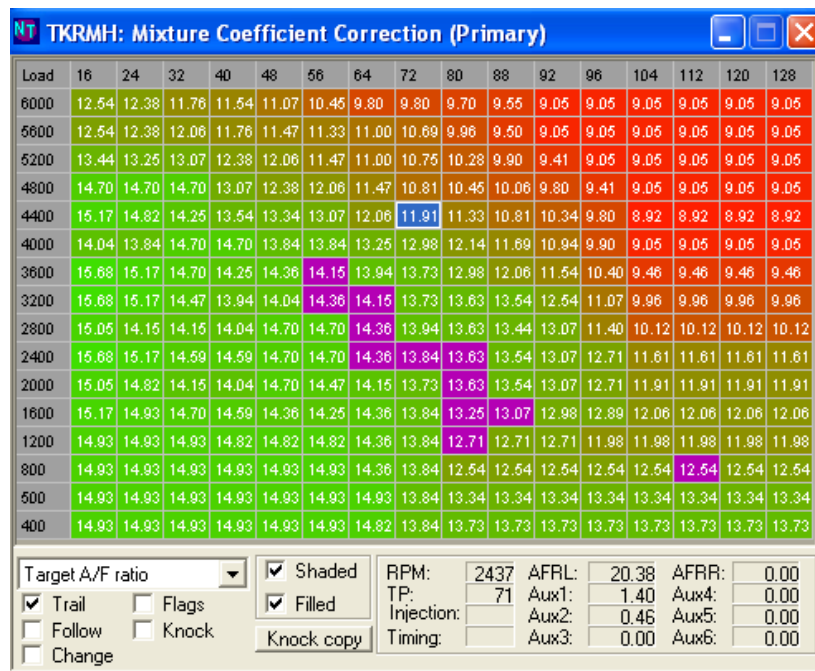 NT TKRMH: Mixture Coefficient Correction (Primary)
Load 16 24 32 40 48 56 64 72 80 88 92 96 104 112 120 128
6000 12.54 12.38 11.76 11.54 11.07 10.45 9.80 9.80 9.70 9.55 9.05 9.05 9.05 9.05 9.05 9.05
5600 12.54 12.38 12.06 11.76 11.47 11.33 11.00 10.69 9.96 9.50 9.05 9.05 9.05 9.05 9.05 9.05
5200 13.44 13.25 13.07 12.38 12.06 11.47 11.00 10.75 10.28 9.90 9.41 9.05 9.05 9.05 9.05 9.05
4800 14.70 14.70 14.70 13.07 12.38 12.06 11.47 10.81 10.45 10.06 9.80 9.41 9.05 9.05 9.05 9.05
4400 15.17 14.82 14.25 13.54 13.34 13.07 12.06 11.91 11.33 10.81 10.34 9.80 8.92 8.92 8.92 8.92
4000 14.04 13.84 14.70 14.70 13.84 13.84 13.25 12.98 12.14 11.69 10.94 9.90 9.05 9.05 9.05 9.05
3600 15.68 15.17 14.70 14.25 14.36 14.15 13.94 13.73 12.98 12.06 11.54 10.40 9.46 9.46 9.46 9.46
3200 15.68 15.17 14.47 13.94 14.04 14.36 14.15 13.73 13.63 13.54 12.54 11.07 9.96 9.96 9.96 9.96
2800 15.05 14.15 14.15 14.04 14.70 14.70 14.36 13.94 13.63 13.44 13.07 11.40 10.12 10.12 10.12 10.12
2400 15.68 15.17 14.59 14.59 14.70 14.70 14.36 13.84 13.63 13.54 13.07 12.71 11.61 11.61 11.61 11.61
2000 15.05 14.82 14.15 14.04 14.70 14.47 14.15 13.73 13.63 13.54 13.07 12.71 11.91 11.91 11.91 11.91
1600 15.17 14.93 14.70 14.59 14.36 14.25 14.36 13.84 13.25 13.07 12.98 12.89 12.06 12.06 12.06 12.06
1200 14.93 14.93 14.93 14.82 14.82 14.82 14.36 13.84 12.71 12.71 12.71 11.98 11.98 11.98 11.98 11.98
800 14.93 14.93 14.93 14.93 14.93 14.93 14.36 13.84 12.54 12.54 12.54 12.54 12.54 12.54 12.54 12.54
500 14.93 14.93 14.93 14.93 14.93 14.93 14.93 13.84 13.34 13.34 13.34 13.34 13.34 13.34 13.34 13.34
400 14.93 14.93 14.93 14.93 14.93 14.93 14.82 13.84 13.73 13.73 13.73 13.73 13.73 13.73 13.73 13.73
Target A/F ratio Shaded RPM: 2437 AFRL: 20.38 AFRR: 0.00
Trail Flags Filled TP: 71 Aux1: 1.40 Aux4: 0.00
Follow Knock Knock copy Injection: Aux2: 0.46 Aux5: 0.00
Change Timing: Aux3: 0.00 Aux6: 0.00